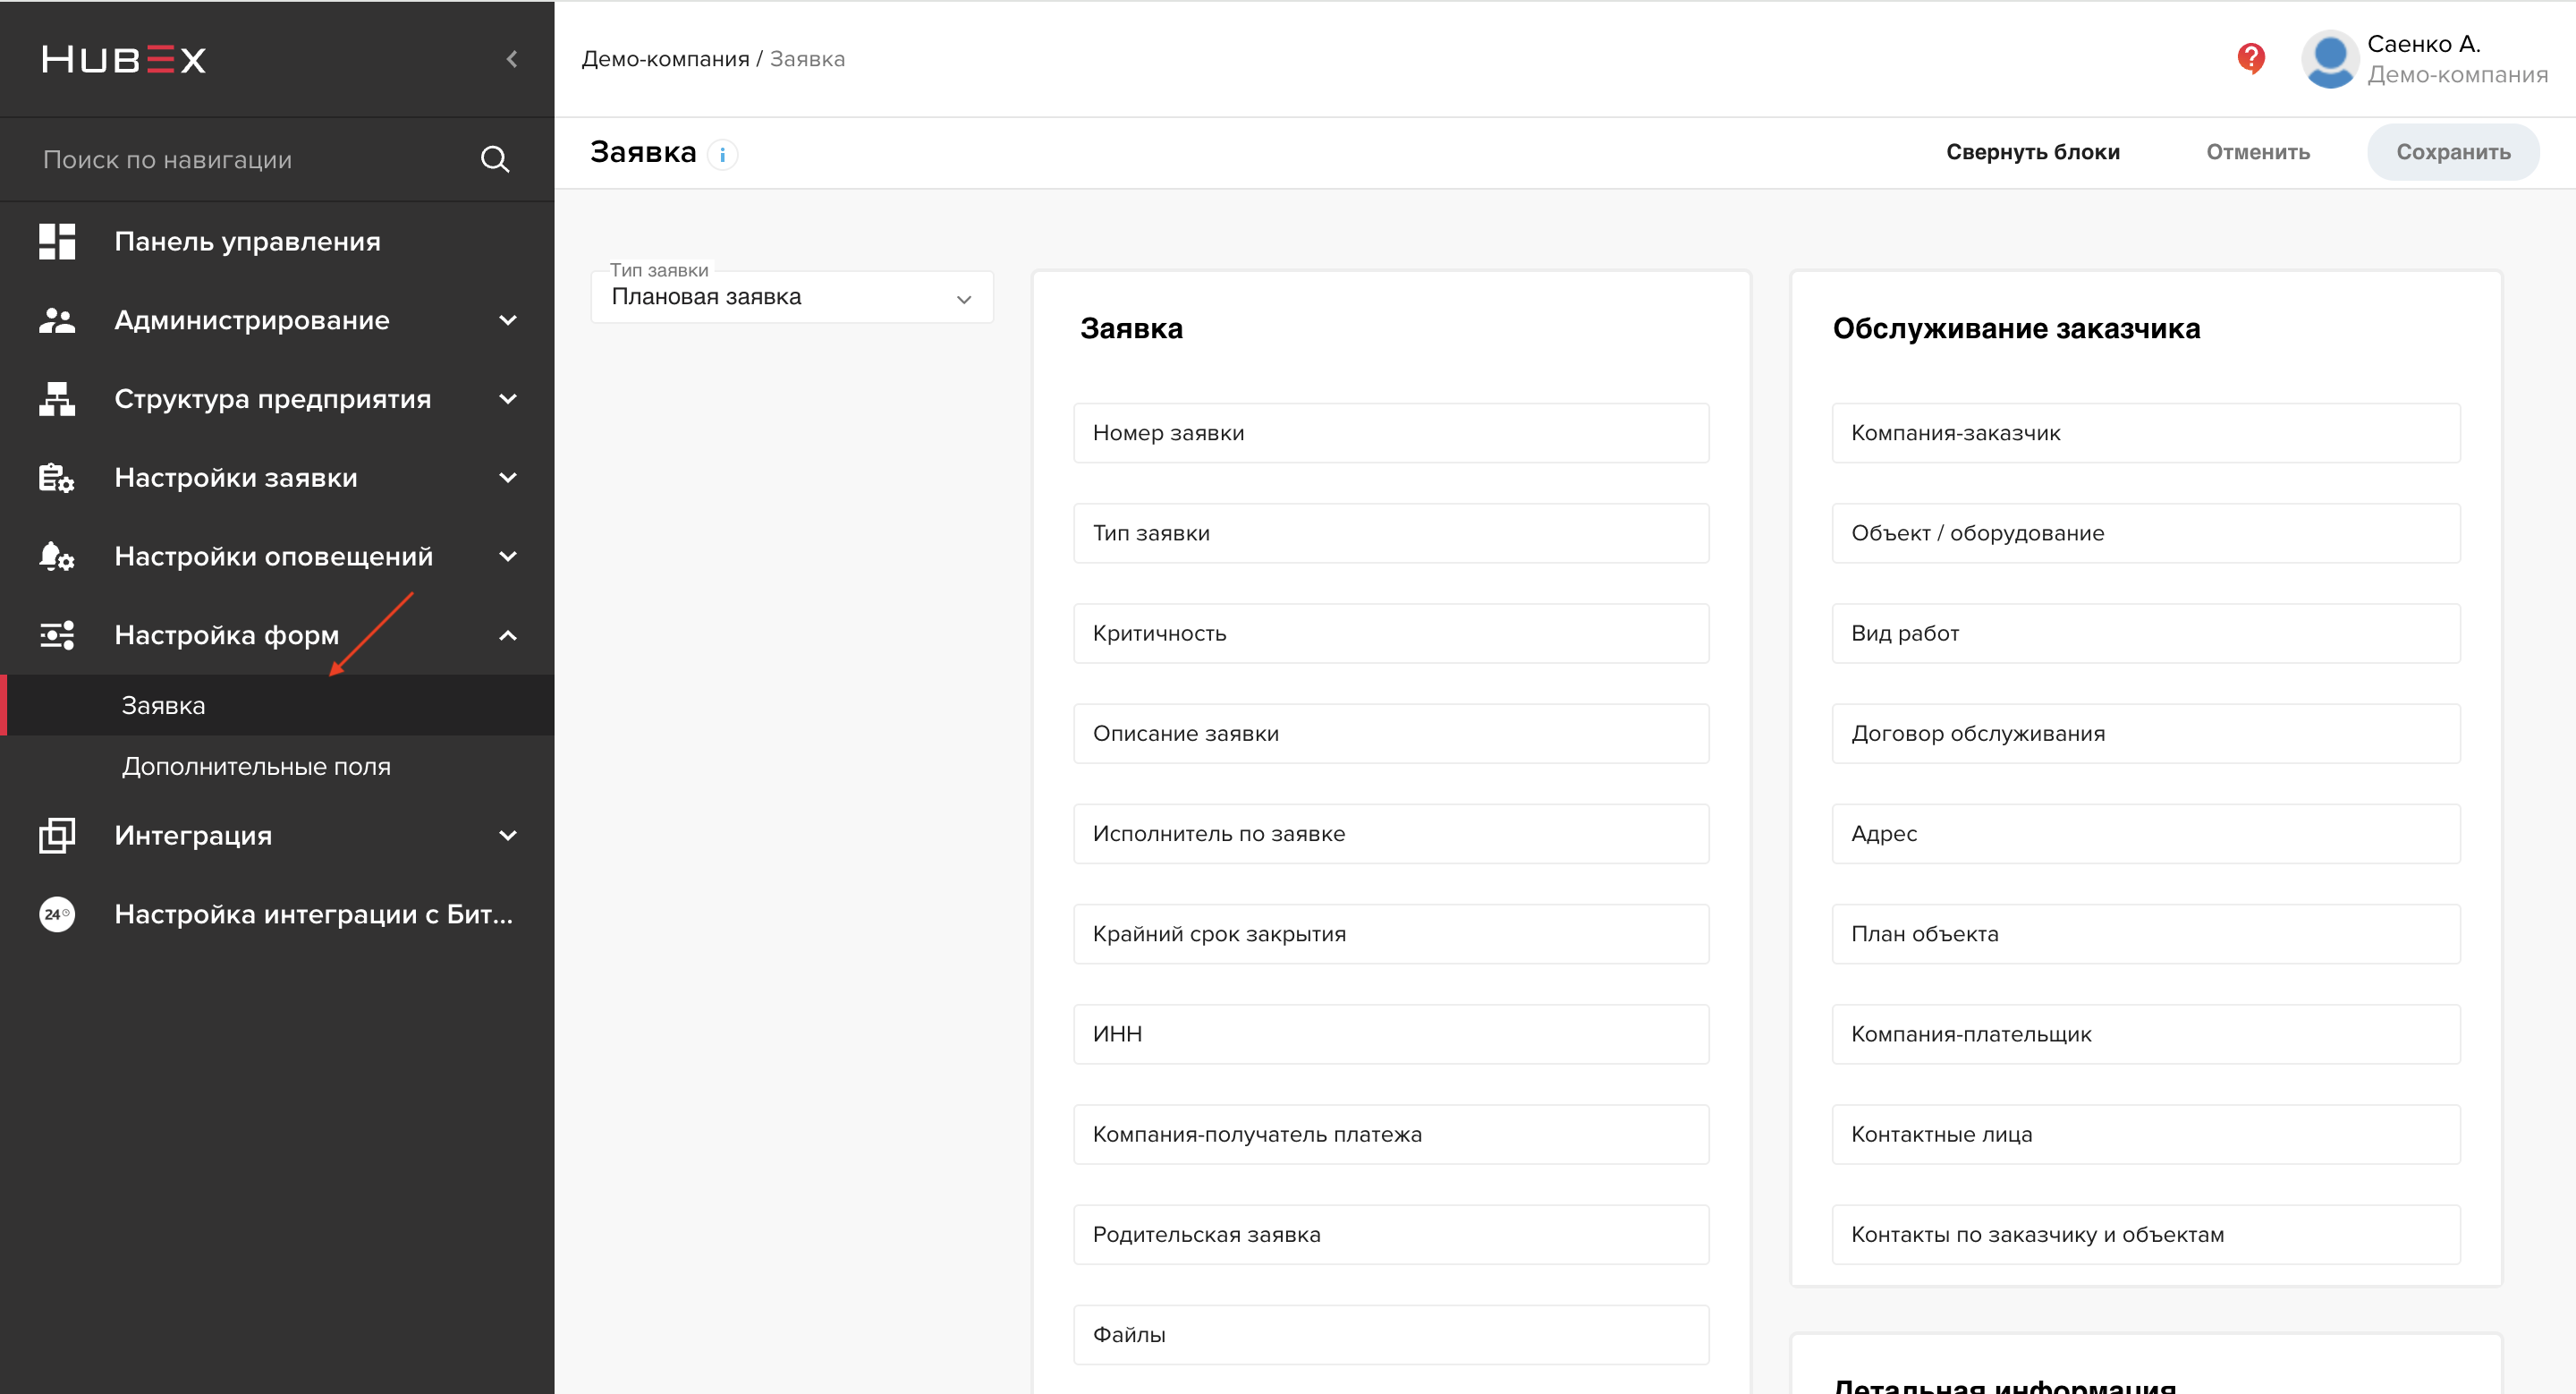 HUBEX
Поиск по навигации
Панель управления
Администрирование
Структура предприятия
Настройки заявки
Настройки оповещений
Настройка форм
Заявка
Дополнительные поля
Интеграция
24
Настройка интеграции с Бит...
Демо-компания / Заявка
?
Саенко А.
Демо-компания
Заявка i
Свернуть блоки
Отменить
Сохранить
Тип заявки
Плановая заявка
Заявка
Номер заявки
Тип заявки
Критичность
Описание заявки
Исполнитель по заявке
Крайний срок закрытия
ИНН
Компания-получатель платежа
Родительская заявка
Файлы
Обслуживание заказчика
Компания-заказчик
Объект / оборудование
Вид работ
Договор обслуживания
Адрес
План объекта
Компания-плательщик
Контактные лица
Контакты по заказчику и объектам
Детальная информация